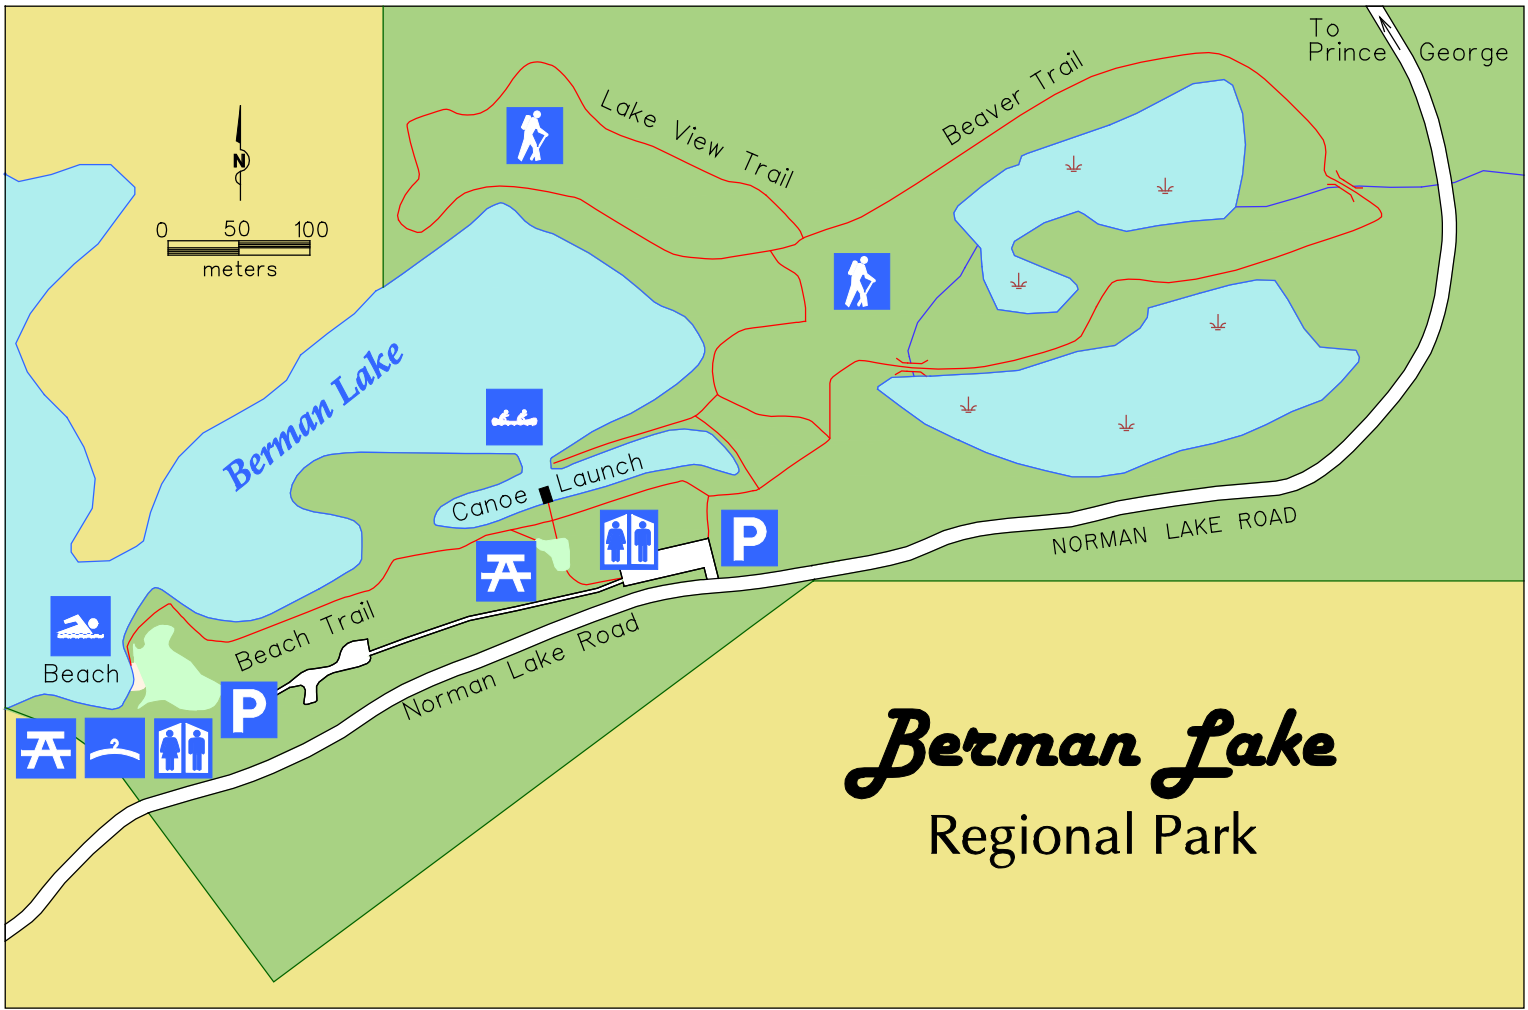 To
Prince George
Beaver Trail
Lake View Trail
N
0 50 100
meters
Berman Lake
Canoe Launch
NORMAN LAKE ROAD
P
Beach Trail
Norman Lake Road
Beach
P
Berman Lake
Regional Park